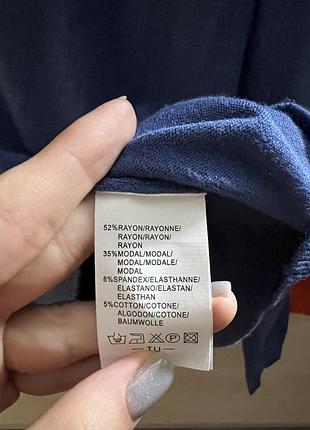 52%RAYON/RAYONNE/
RAYON/RAYON/
RAYON
35%MODAL/MODAL/
MODAL/MODALE/
MODAL
8%SPANDEX/ELASTHANNE/
ELASTANO/ELASTAN/
ELASTHAN
5%COTTON/COTONE/
ALGODON/COTONE/
BAUMWOLLE
TU